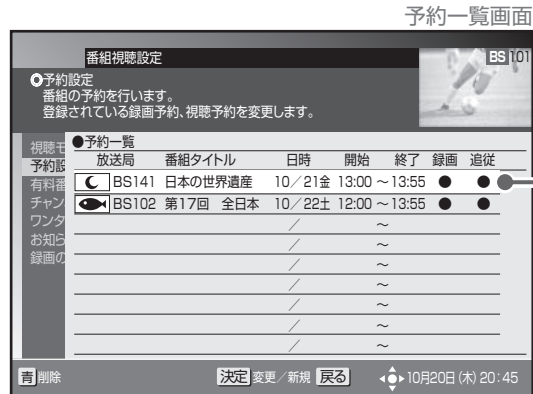 予約一覧画面
番組視聴設定
BS 101
予約設定
番組の予約を行います。
登録されている録画予約、視聴予約を変更します。
視聴モ
予約設
有料番
チャン
ワンタ
お知ら
録画の
●予約一覧
放送局 番組タイトル 日時 開始 終了 録画 追従
BS141 日本の世界遺産 10／21金 13:00 ～13:55 ● ●
BS102 第17回 全日本 10／22土 12:00 ～13:55 ● ●
／ ～
／ ～
／ ～
／ ～
／ ～
／ ～
／ ～
青 削除 決定 変更／新規 戻る 10月20日(木) 20:45